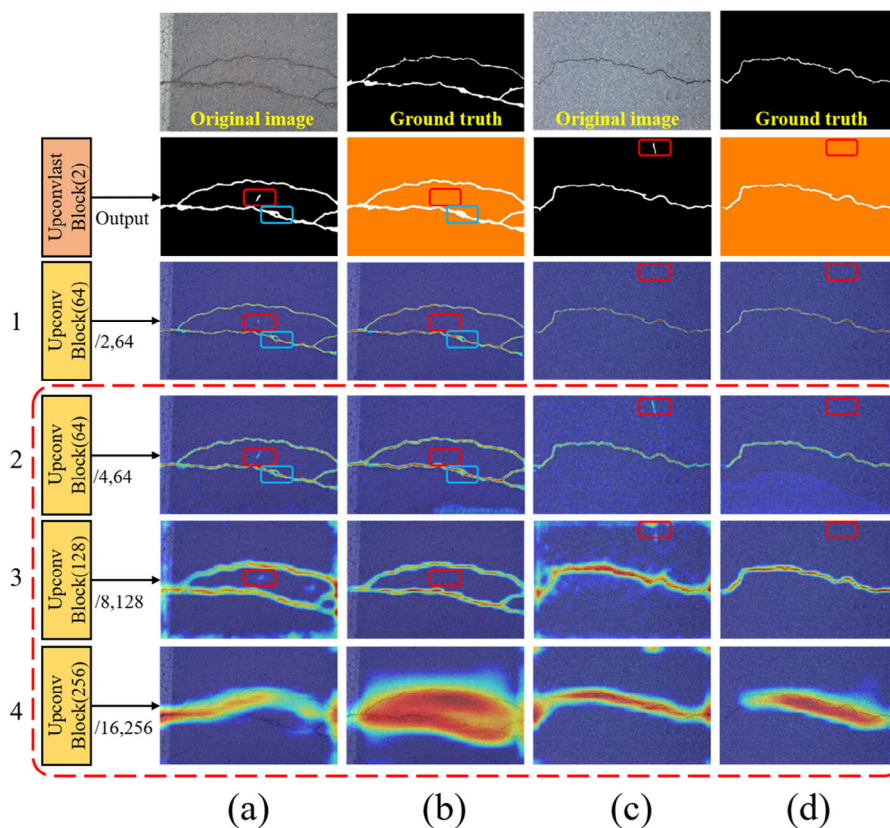 Original image
Ground truth
Original image
Ground truth
Upconvlast
Block(2)
Output
1
Upconv
Block(64)
/2,64
2
Upconv
Block(64)
/4,64
3
Upconv
Block(128)
/8,128
4
Upconv
Block(256)
/16,256
(a)
(b)
(c)
(d)